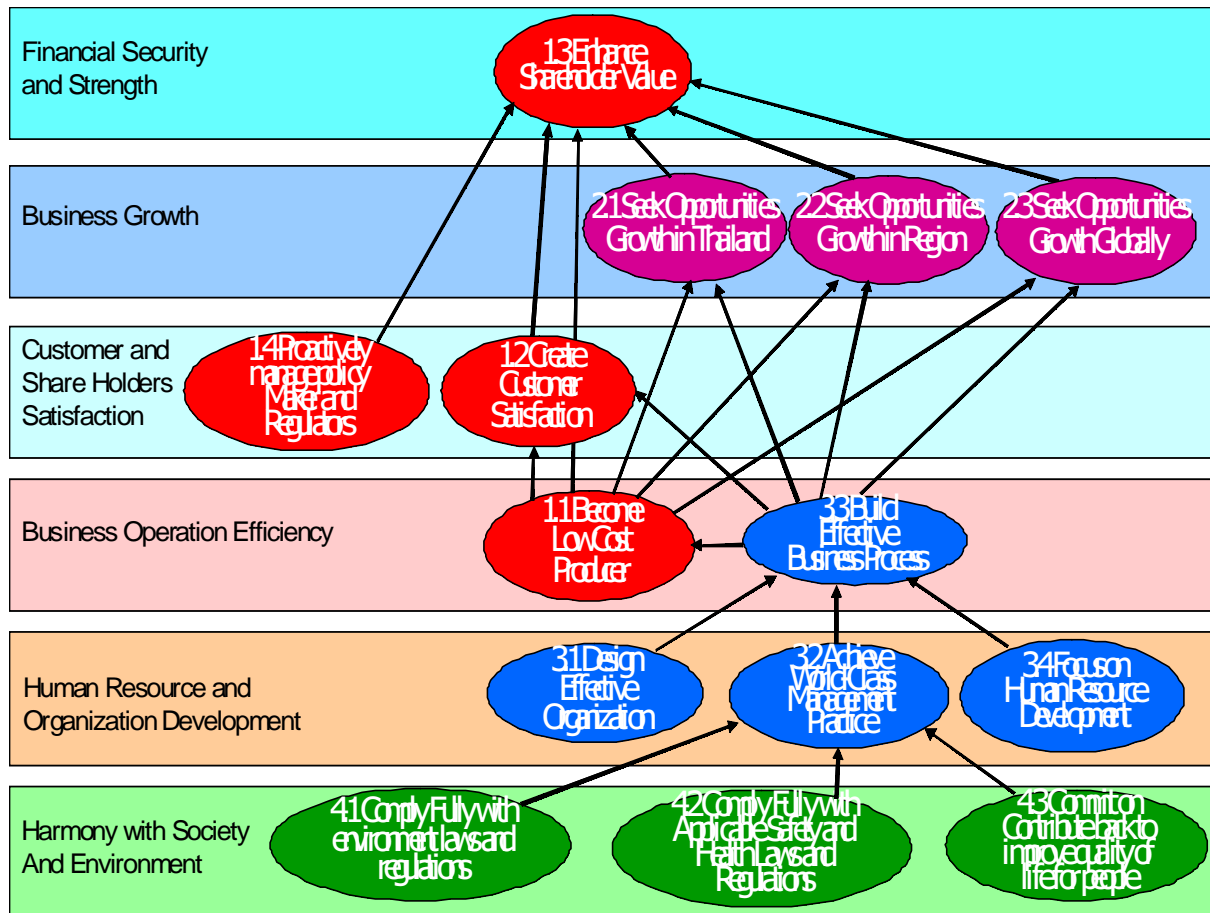 Financial Security
and Strength
1.3 Enhance
Shareholder Value
Business Growth
2.1 Seek Opportunities
Growth in Thailand
2.2 Seek Opportunities
Growth in Region
2.3 Seek Opportunities
Growth Globally
Customer and
Share Holders
Satisfaction
1.4 Proactively
manage policy
Maker and
Regulators
1.2 Create
Customer
Satisfaction
Business Operation Efficiency
1.1 Become
Low Cost
Producer
3.3 Build
Effective
Business Process
Human Resource and
Organization Development
3.1 Design
Effective
Organization
3.2 Achieve
World-Class
Management
Practice
3.4 Focus on
Human Resource
Development
Harmony with Society
And Environment
4.1 Comply Fully with
environment laws and
regulations
4.2 Comply Fully with
Applicable Safety and
Health Laws and
Regulations
4.3 Commit on
Contribute back to
improve quality of
life for people